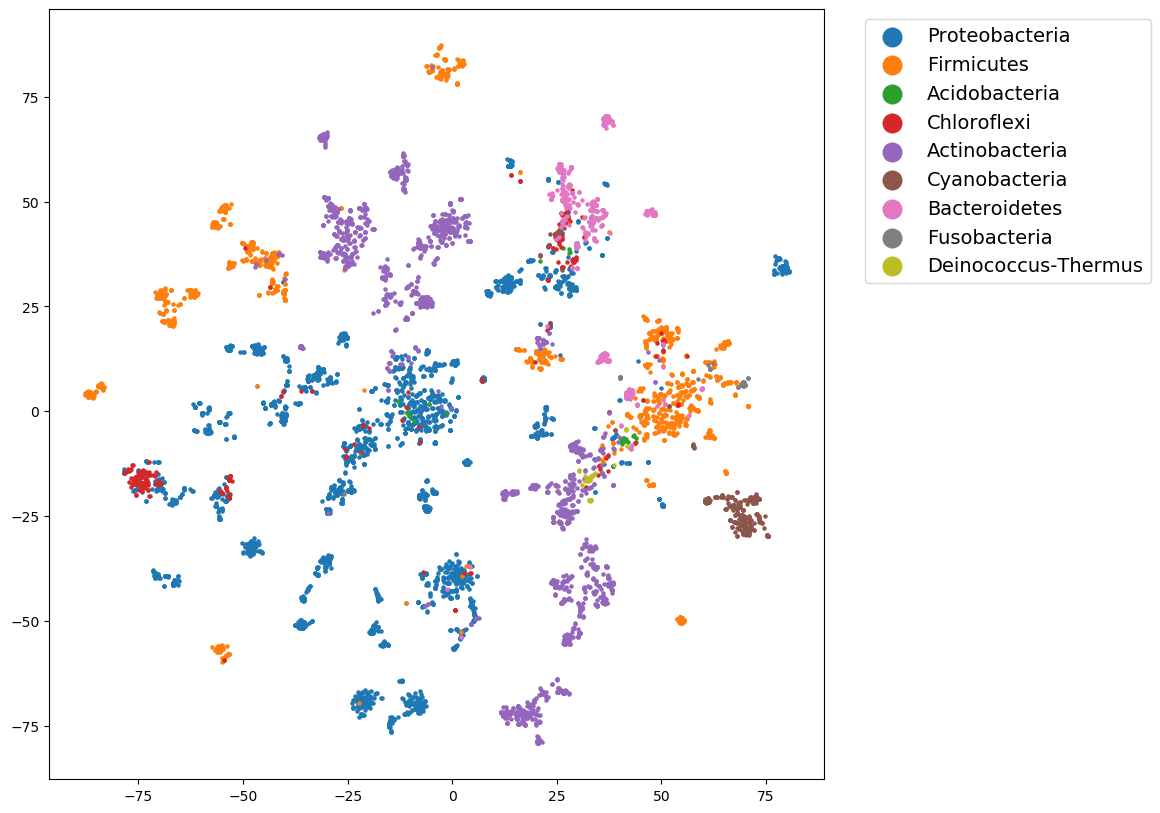 75
50
25
0
−25
−50
−75
−75
−50
−25
0
25
50
75
Proteobacteria
Firmicutes
Acidobacteria
Chloroflexi
Actinobacteria
Cyanobacteria
Bacteroidetes
Fusobacteria
Deinococcus-Thermus